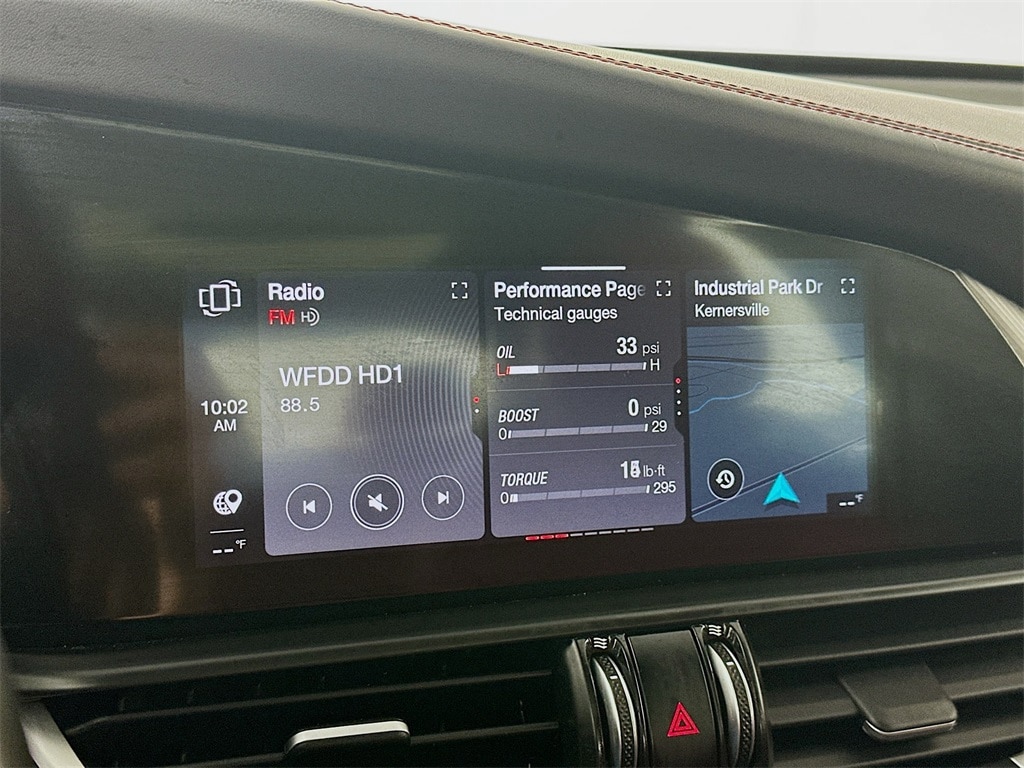 Radio
FM HD
WFDD HD1
88.5
10:02
AM
-- °F
Performance Page
Technical gauges
OIL 33 psi
L H
BOOST 0 psi
0 29
TORQUE lb·ft
0 295
Industrial Park Dr
Kernersville
-- °F